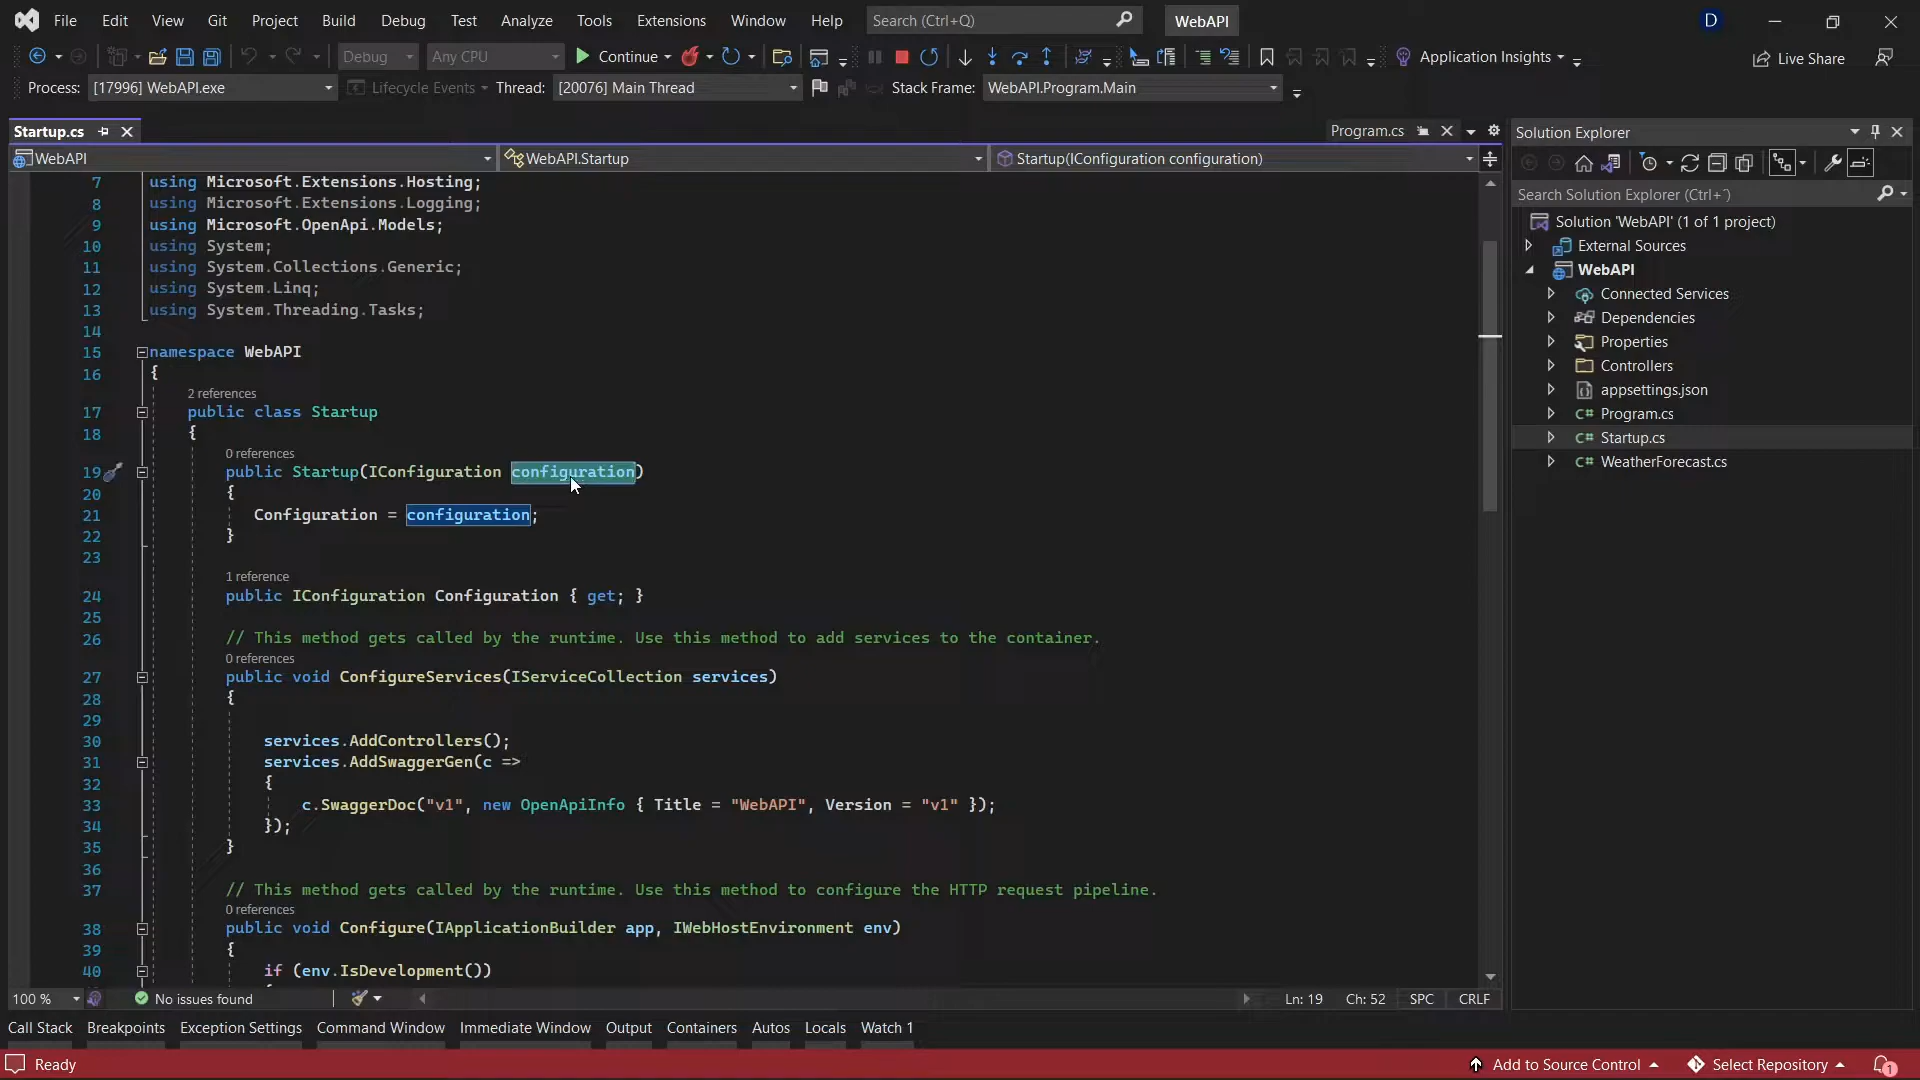 File Edit View Git Project Build Debug Test Analyze Tools Extensions Window Help Search (Ctrl+Q) WebAPI D
Debug Any CPU Continue Application Insights Live Share
Process: [17996] WebAPI.exe Lifecycle Events Thread: [20076] Main Thread Stack Frame: WebAPI.Program.Main
Startup.cs Program.cs
WebAPI WebAPI.Startup Startup(IConfiguration configuration)
7 using Microsoft.Extensions.Hosting;
8 using Microsoft.Extensions.Logging;
9 using Microsoft.OpenApi.Models;
10 using System;
11 using System.Collections.Generic;
12 using System.Linq;
13 using System.Threading.Tasks;
14
15 namespace WebAPI
16 {
2 references
17 public class Startup
18 {
0 references
19 public Startup(IConfiguration configuration)
20 {
21 Configuration = configuration;
22 }
23
1 reference
24 public IConfiguration Configuration { get; }
25
26 // This method gets called by the runtime. Use this method to add services to the container.
0 references
27 public void ConfigureServices(IServiceCollection services)
28 {
29
30 services.AddControllers();
31 services.AddSwaggerGen(c =>
32 {
33 c.SwaggerDoc("v1", new OpenApiInfo { Title = "WebAPI", Version = "v1" });
34 });
35 }
36
37 // This method gets called by the runtime. Use this method to configure the HTTP request pipeline.
0 references
38 public void Configure(IApplicationBuilder app, IWebHostEnvironment env)
39 {
40 if (env.IsDevelopment())
100 % No issues found Ln: 19 Ch: 52 SPC CRLF
Solution Explorer
Search Solution Explorer (Ctrl+¨)
Solution 'WebAPI' (1 of 1 project)
External Sources
WebAPI
Connected Services
Dependencies
Properties
Controllers
appsettings.json
C# Program.cs
C# Startup.cs
C# WeatherForecast.cs
Call Stack Breakpoints Exception Settings Command Window Immediate Window Output Containers Autos Locals Watch 1
Ready Add to Source Control Select Repository 1